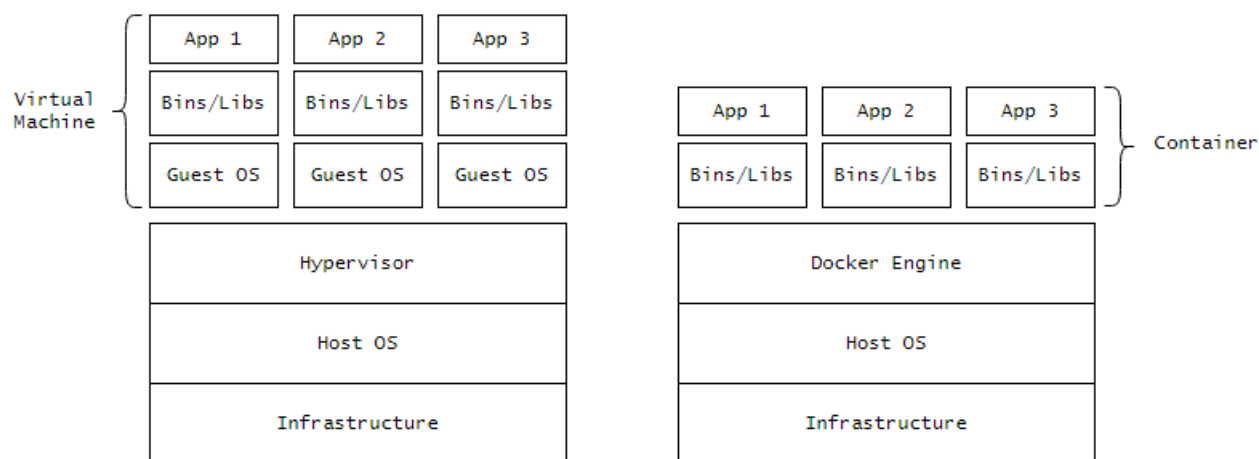 App 1 App 2 App 3
Virtual
Machine
Bins/Libs Bins/Libs Bins/Libs
Guest OS Guest OS Guest OS
Hypervisor
Host OS
Infrastructure
App 1 App 2 App 3
Container
Bins/Libs Bins/Libs Bins/Libs
Docker Engine
Host OS
Infrastructure